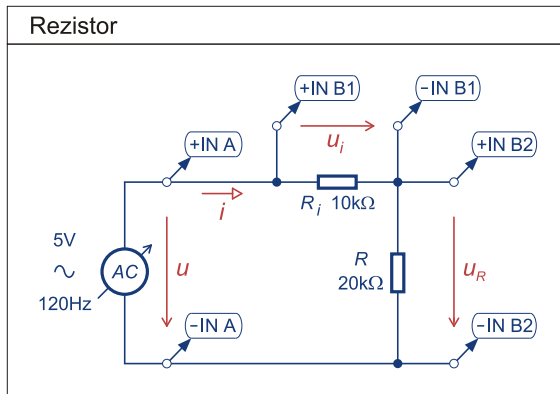 Rezistor
+IN B1
−IN B1
+IN A
u_i
+IN B2
i
R_i 10kΩ
5V
AC
120Hz
u
R
20kΩ
u_R
−IN A
−IN B2